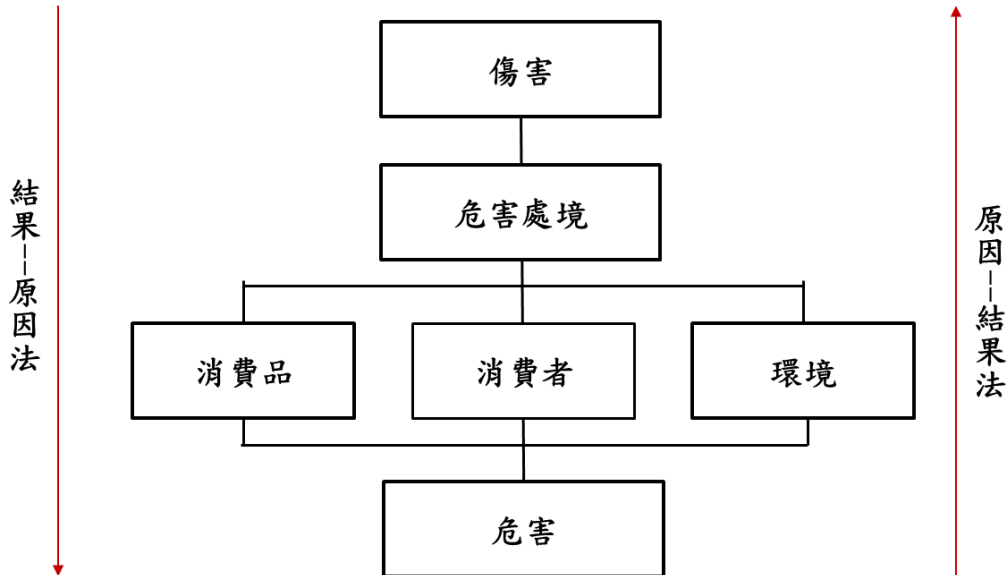 傷害
危害處境
結果--原因法
原因--結果法
消費品
消費者
環境
危害